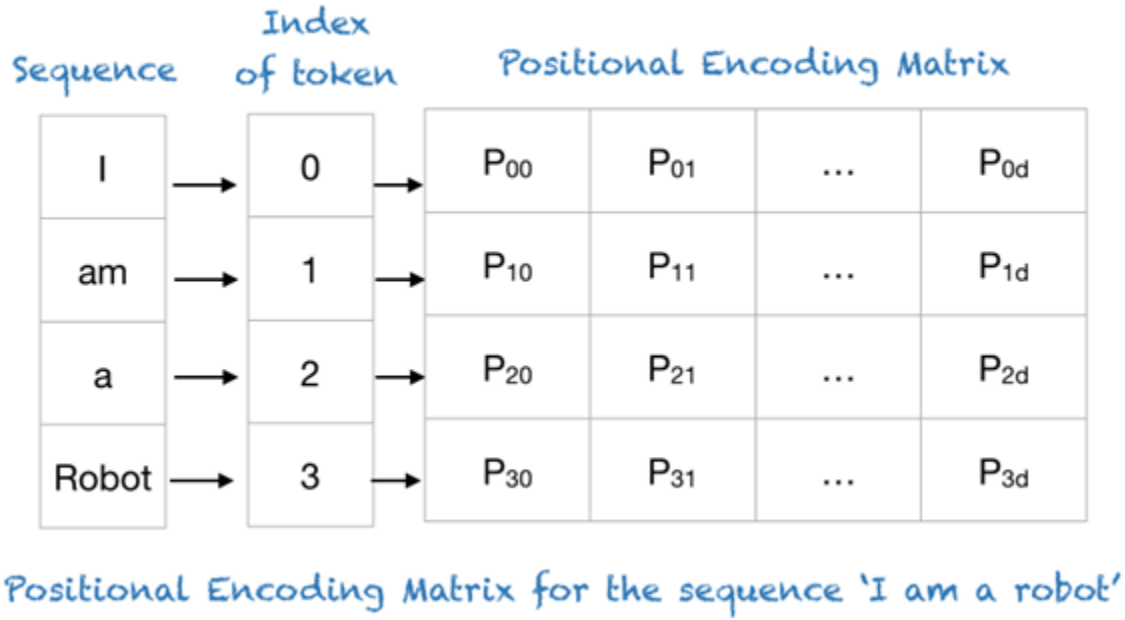 Sequence
Index
of token
Positional Encoding Matrix
I 0 P00 P01 ... P0d
am 1 P10 P11 ... P1d
a 2 P20 P21 ... P2d
Robot 3 P30 P31 ... P3d
Positional Encoding Matrix for the sequence ‘I am a robot’